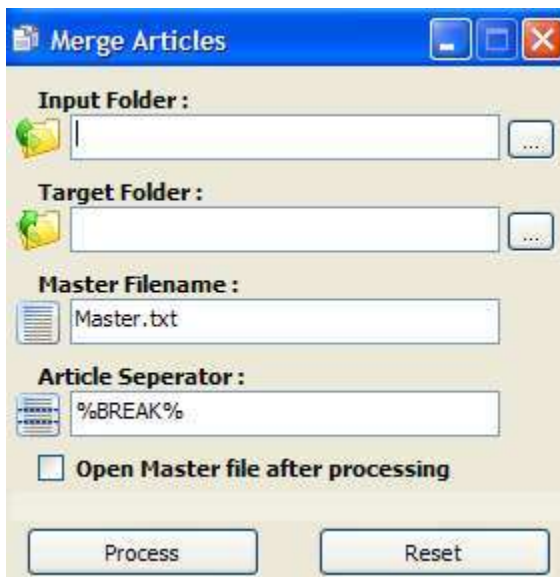 Merge Articles
Input Folder :
...
Target Folder :
...
Master Filename :
Master.txt
Article Seperator :
%BREAK%
Open Master file after processing
Process Reset